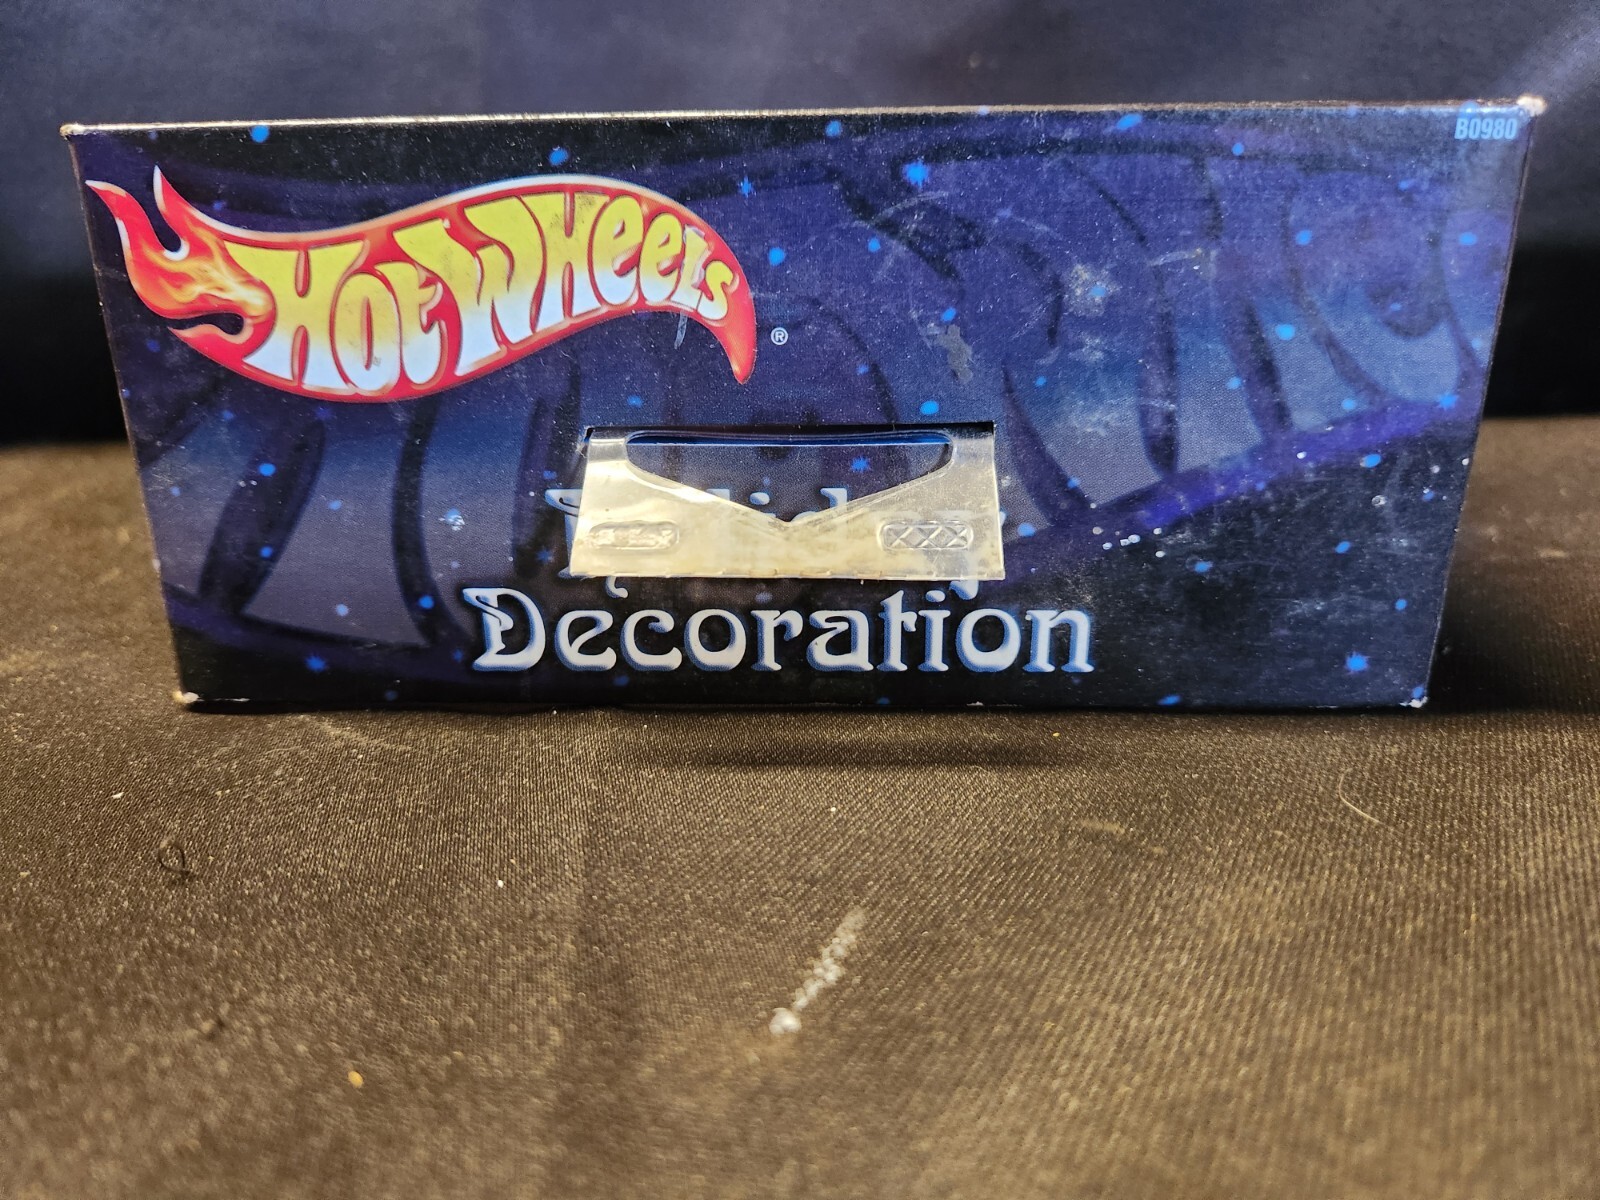 B0980
HOT WHEELS
®
Decoration